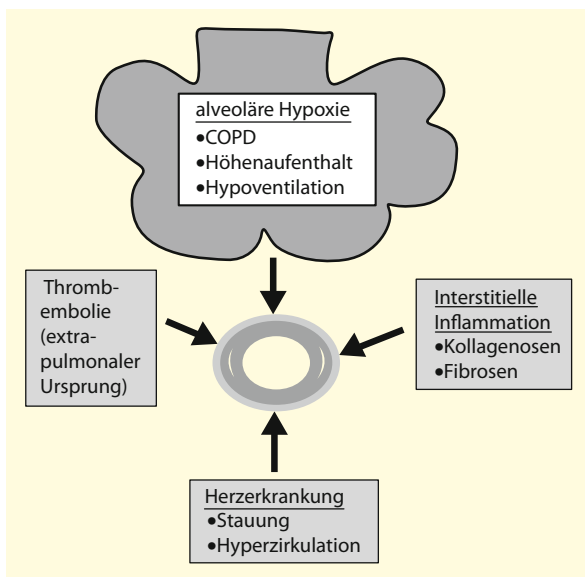 alveoläre Hypoxie
•COPD
•Höhenaufenthalt
•Hypoventilation
Thromb-
embolie
(extra-
pulmonaler
Ursprung)
Interstitielle
Inflammation
•Kollagenosen
•Fibrosen
Herzerkrankung
•Stauung
•Hyperzirkulation